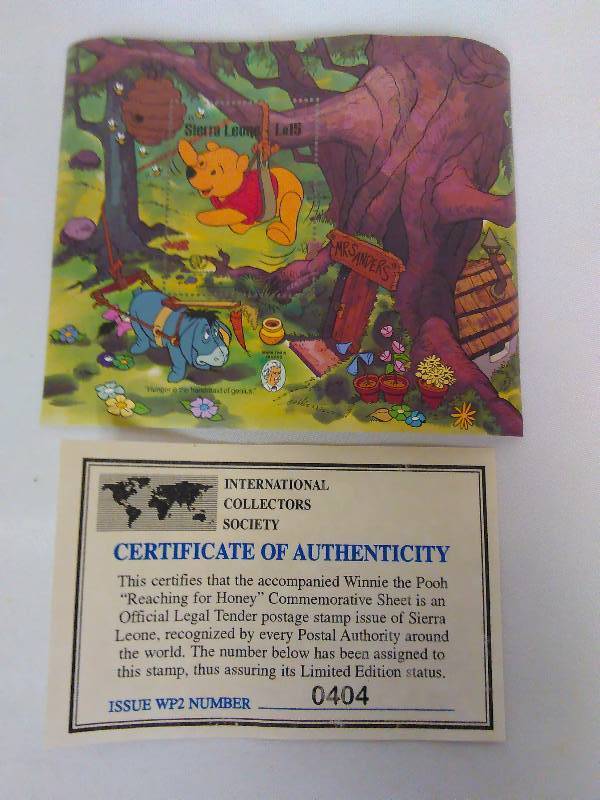 Sierra Leone Le15
MR SANDERS
MARK TWAIN
"Hunger is the handmaid of genius."
INTERNATIONAL
COLLECTORS
SOCIETY
CERTIFICATE OF AUTHENTICITY
This certifies that the accompanied Winnie the Pooh
"Reaching for Honey" Commemorative Sheet is an
Official Legal Tender postage stamp issue of Sierra
Leone, recognized by every Postal Authority around
the world. The number below has been assigned to
this stamp, thus assuring its Limited Edition status.
ISSUE WP2 NUMBER 0404